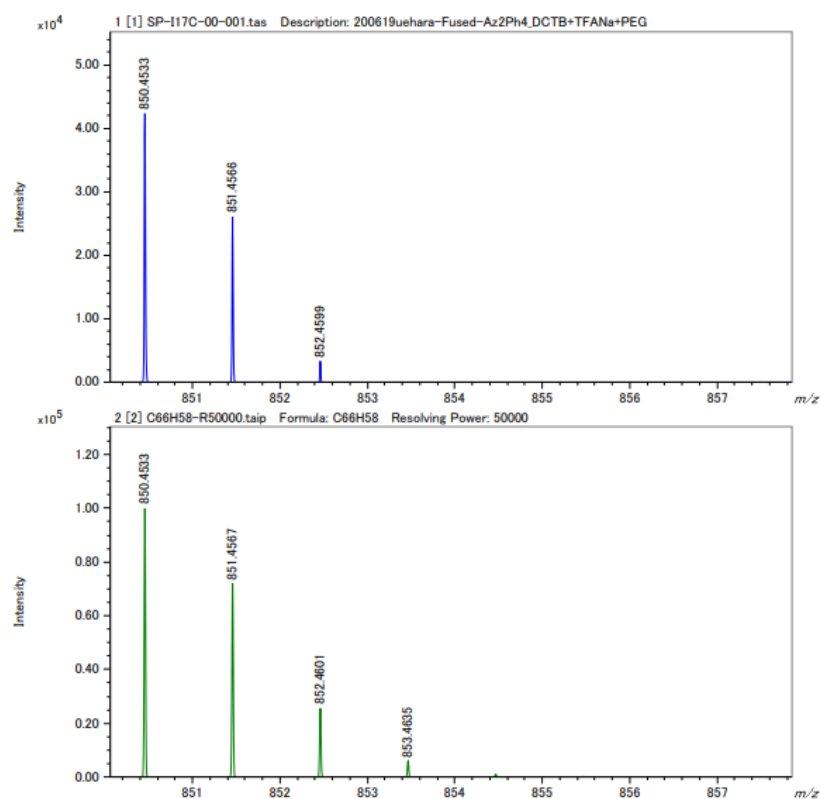 1 [1] SP-I17C-00-001.tas Description: 200619uehara-Fused-Az2Ph4_DCTB+TFANa+PEG
x10^4
5.00
4.00
3.00
2.00
1.00
0.00
Intensity
850.4533
851.4566
852.4599
851 852 853 854 855 856 857 m/z
2 [2] C66H58-R50000.taip Formula: C66H58 Resolving Power: 50000
x10^5
1.20
1.00
0.80
0.60
0.40
0.20
0.00
Intensity
850.4533
851.4567
852.4601
853.4635
851 852 853 854 855 856 857 m/z